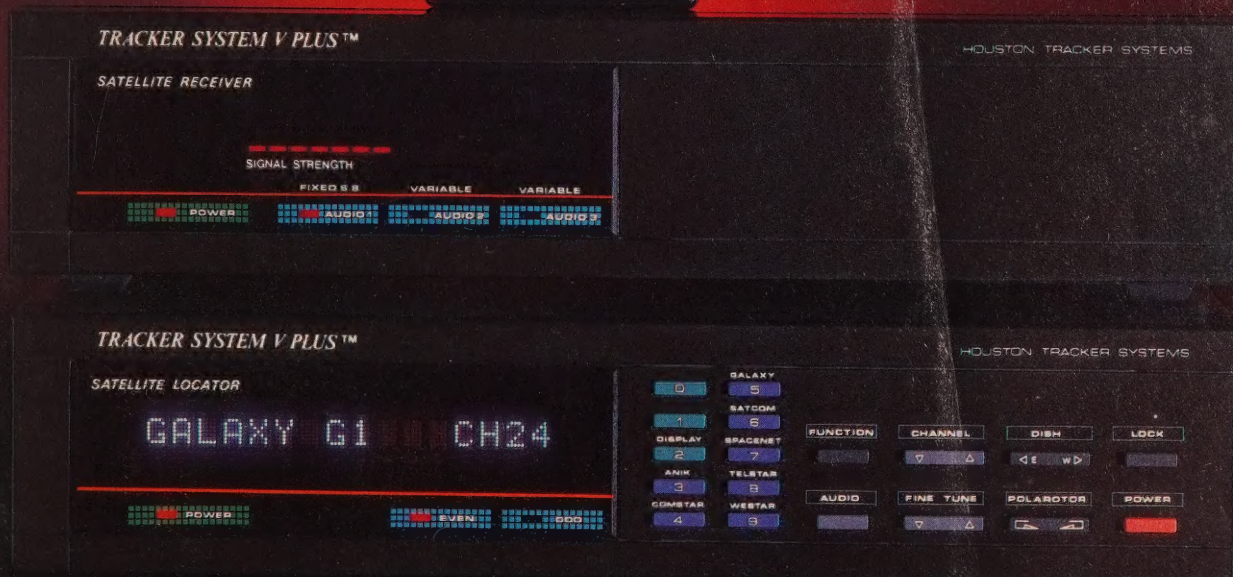 TRACKER SYSTEM V PLUS™
HOUSTON TRACKER SYSTEMS
SATELLITE RECEIVER
SIGNAL STRENGTH
FIXED 6.8 VARIABLE VARIABLE
POWER AUDIO 1 AUDIO 2 AUDIO 3
TRACKER SYSTEM V PLUS™
HOUSTON TRACKER SYSTEMS
SATELLITE LOCATOR
GALAXY G1 CH24
POWER EVEN ODD
GALAXY
0 5
SATCOM
1 6
DISPLAY SPACENET
2 7
ANIK TELSTAR
3 8
COMSTAR WESTAR
4 9
FUNCTION CHANNEL DISH LOCK
▽ △ ◁ E W ▷
AUDIO FINE TUNE POLAROTOR POWER
▽ △